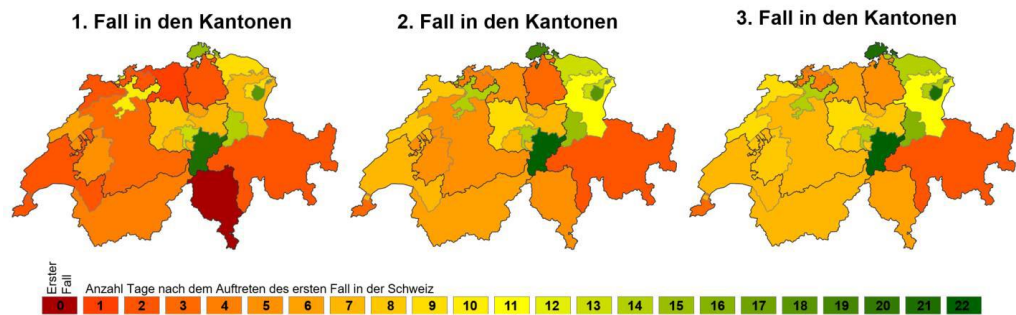 1. Fall in den Kantonen
2. Fall in den Kantonen
3. Fall in den Kantonen
Erster
Fall
Anzahl Tage nach dem Auftreten des ersten Fall in der Schweiz
0 1 2 3 4 5 6 7 8 9 10 11 12 13 14 15 16 17 18 19 20 21 22